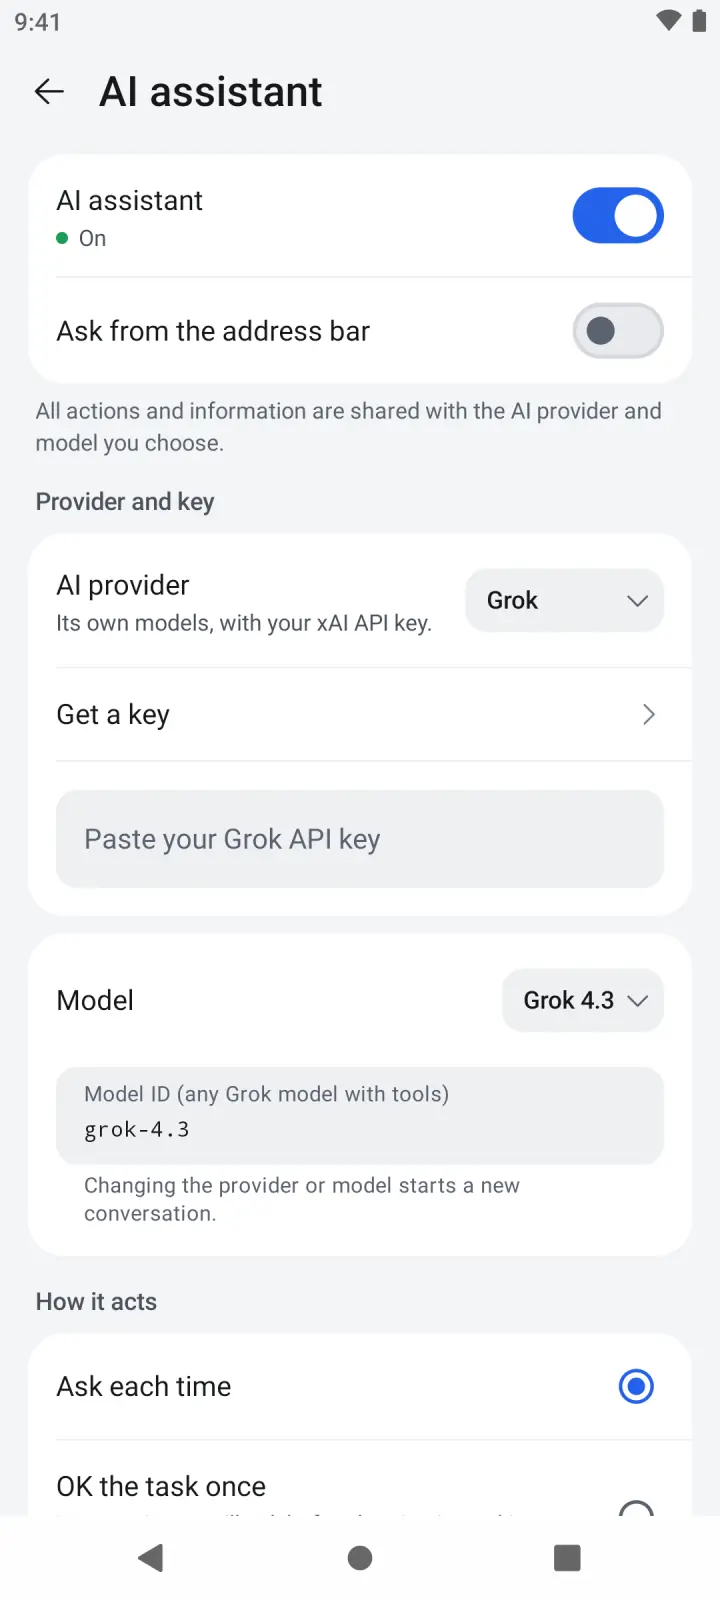 9:41
AI assistant
AI assistant
On
Ask from the address bar
All actions and information are shared with the AI provider and
model you choose.
Provider and key
AI provider
Its own models, with your xAI API key.
Grok
Get a key
Paste your Grok API key
Model
Grok 4.3
Model ID (any Grok model with tools)
grok-4.3
Changing the provider or model starts a new
conversation.
How it acts
Ask each time
OK the task once